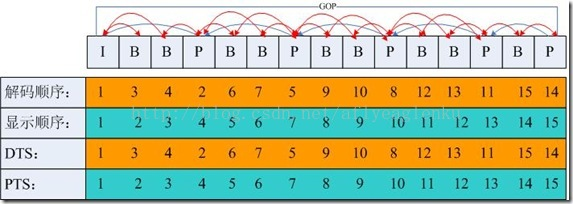 GOP
I B B P B B P B B P B B P B P
解码顺序: 1 3 4 2 6 7 5 9 10 8 12 13 11 15 14
显示顺序: 1 2 3 4 5 6 7 8 9 10 11 12 13 14 15
DTS: 1 3 4 2 6 7 5 9 10 8 12 13 11 15 14
PTS: 1 2 3 4 5 6 7 8 9 10 11 12 13 14 15